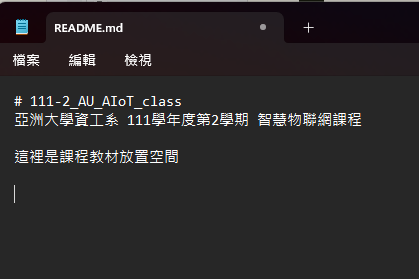 README.md
檔案 編輯 檢視
# 111-2_AU_AIoT_class
亞洲大學資工系 111學年度第2學期 智慧物聯網課程
這裡是課程教材放置空間